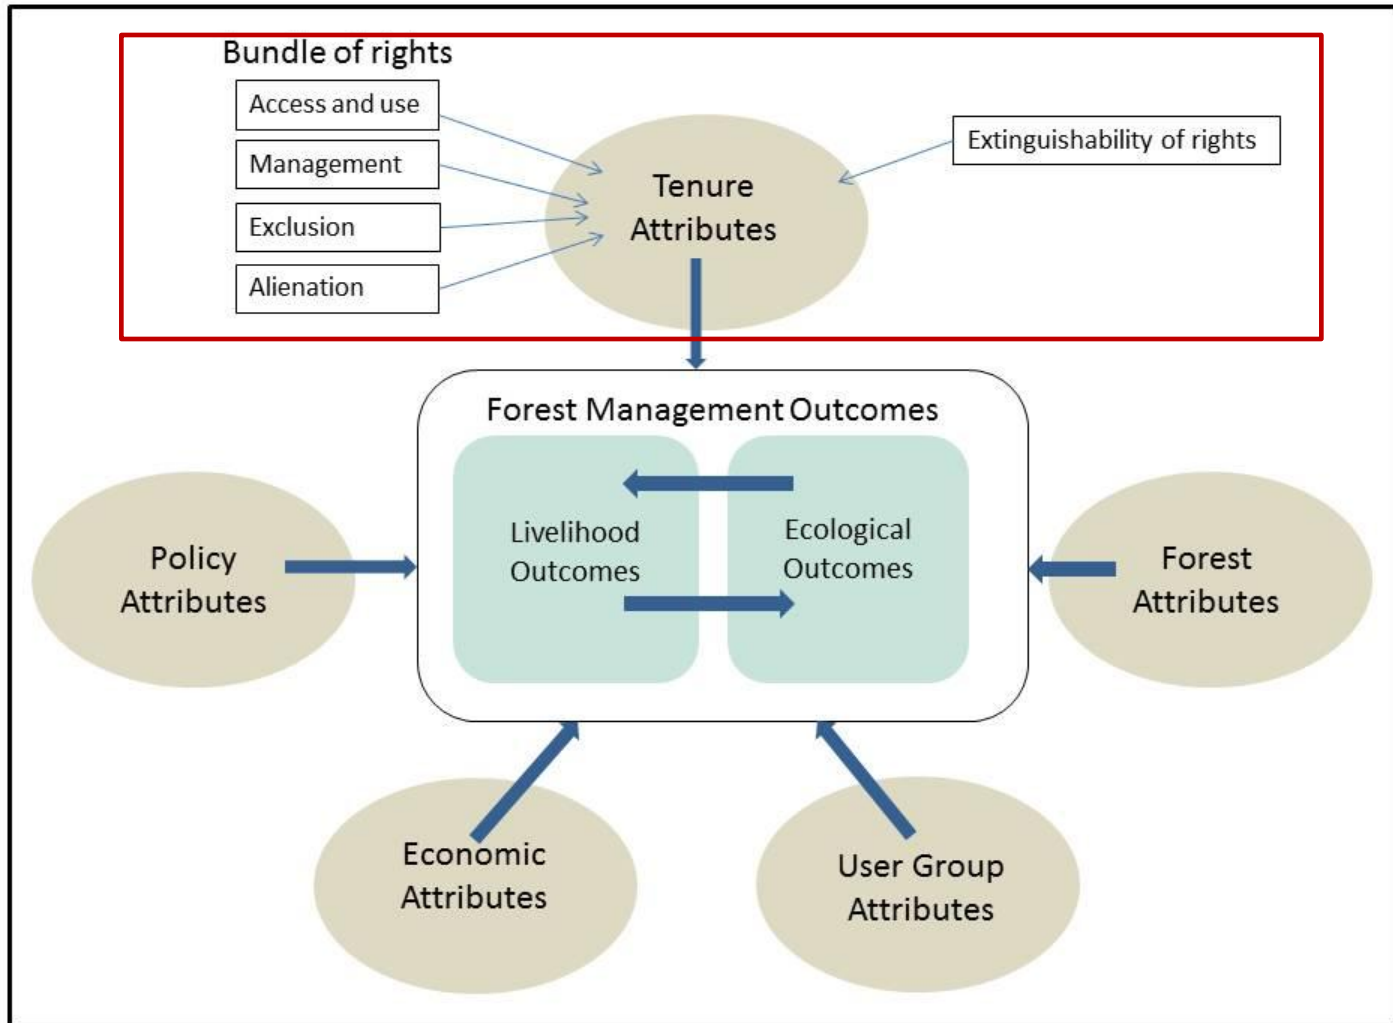 Bundle of rights
Access and use
Management
Exclusion
Alienation
Tenure
Attributes
Extinguishability of rights
Forest Management Outcomes
Livelihood
Outcomes
Ecological
Outcomes
Policy
Attributes
Forest
Attributes
Economic
Attributes
User Group
Attributes